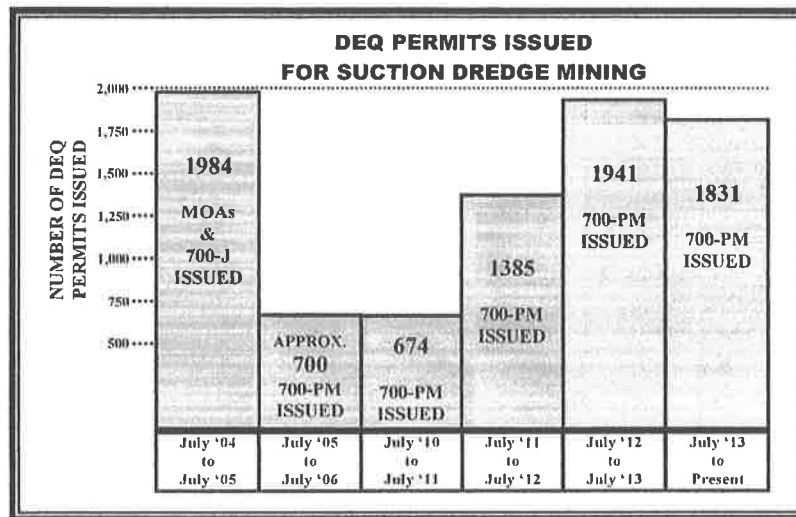 DEQ PERMITS ISSUED
FOR SUCTION DREDGE MINING
NUMBER OF DEQ
PERMITS ISSUED
2,000
1,750
1,500
1,250
1,000
750
500
1984
MOAs
&
700-J
ISSUED
APPROX.
700
700-PM
ISSUED
674
700-PM
ISSUED
1385
700-PM
ISSUED
1941
700-PM
ISSUED
1831
700-PM
ISSUED
July ‘04
to
July ‘05
July ‘05
to
July ‘06
July ‘10
to
July ‘11
July ‘11
to
July ‘12
July ‘12
to
July ‘13
July ‘13
to
Present